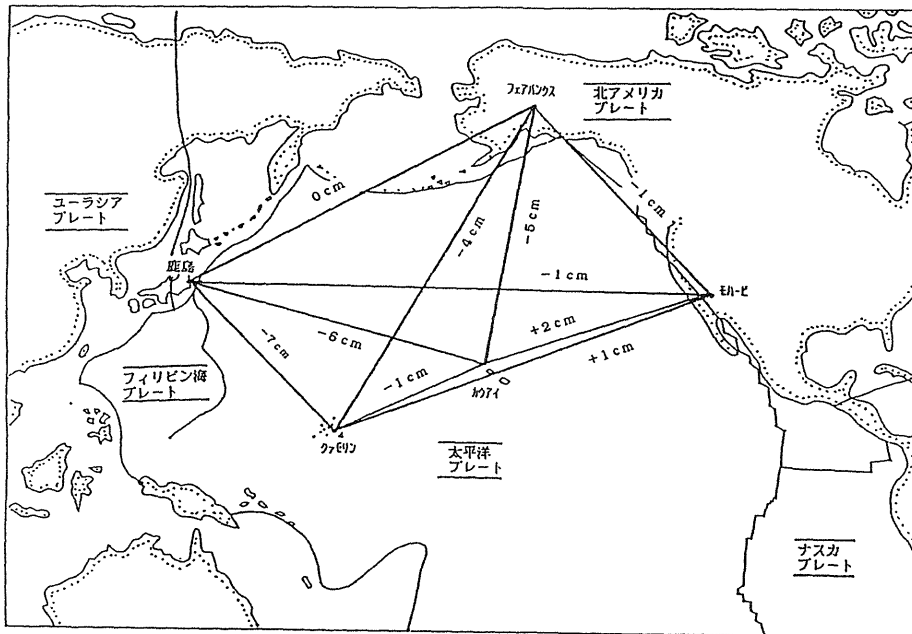 フェアバンクス
北アメリカ
プレート
ユーラシア
プレート
0cm
-4cm
-5cm
-1cm
鹿島
-1cm
モハービ
-7cm
-6cm
+2cm
-1cm
+1cm
カウアイ
フィリピン海
プレート
クァゼリン
太平洋
プレート
ナスカ
プレート